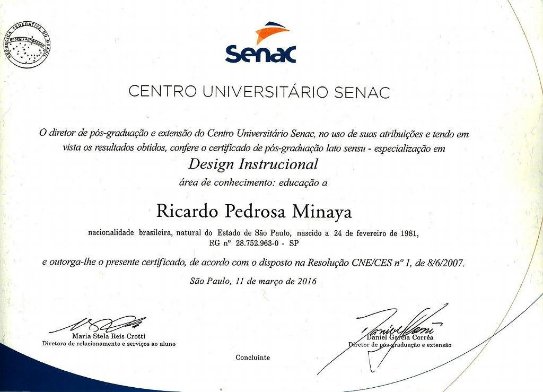 senac
CENTRO UNIVERSITÁRIO SENAC
O diretor de pós-graduação e extensão do Centro Universitário Senac, no uso de suas atribuições e tendo em
vista os resultados obtidos, confere o certificado de pós-graduação lato sensu - especialização em
Design Instrucional
área de conhecimento: educação a
Ricardo Pedrosa Minaya
nacionalidade brasileira, natural do Estado de São Paulo, nascido a 24 de fevereiro de 1981,
RG nº 28.752.963-0 - SP
e outorga-lhe o presente certificado, de acordo com o disposto na Resolução CNE/CES nº 1, de 8/6/2007.
São Paulo, 11 de março de 2016
Maria Stela Reis Crotti
Diretora de relacionamento e serviços ao aluno
Daniel Garcia Corrêa
Diretor de pós-graduação e extensão
Concluinte